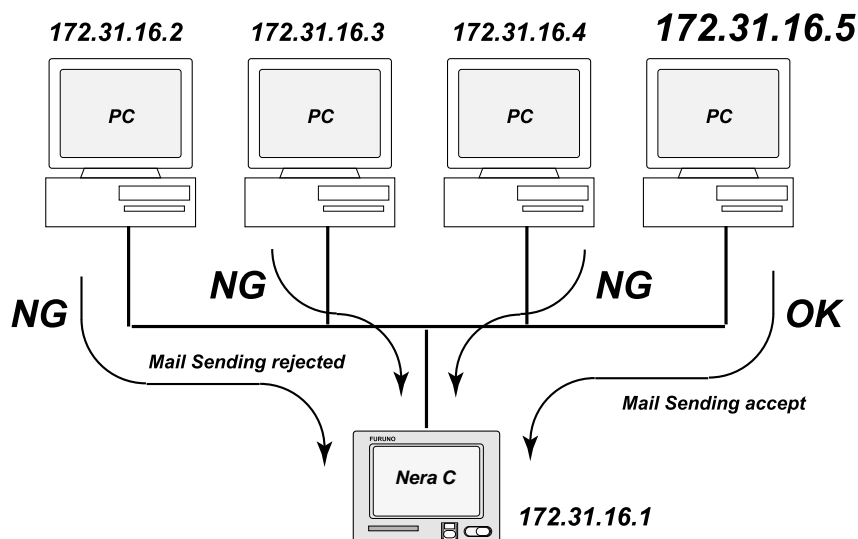 172.31.16.2
172.31.16.3
172.31.16.4
172.31.16.5
PC
PC
PC
PC
NG
NG
NG
OK
Mail Sending rejected
Mail Sending accept
FURUNO
Nera C
172.31.16.1